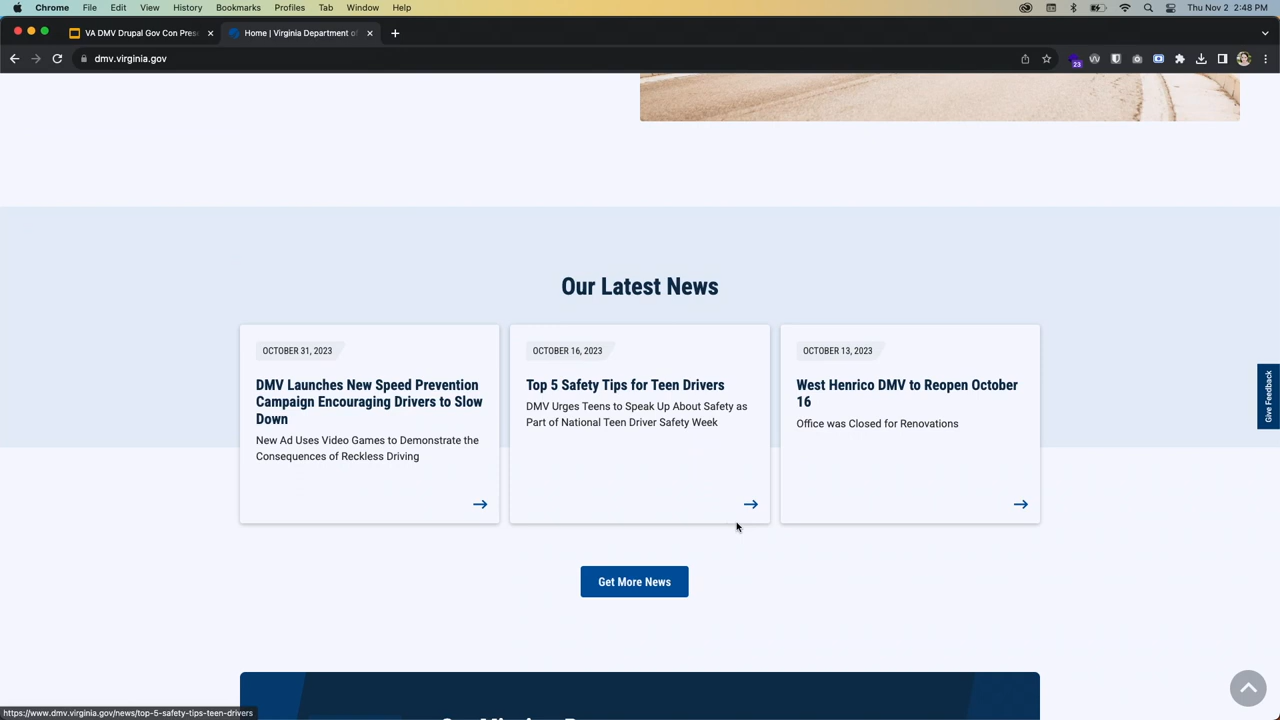 Chrome File Edit View History Bookmarks Profiles Tab Window Help Thu Nov 2 2:48 PM
VA DMV Drupal Gov Con Pres Home | Virginia Department of
dmv.virginia.gov 23
Our Latest News
OCTOBER 31, 2023
DMV Launches New Speed Prevention
Campaign Encouraging Drivers to Slow
Down
New Ad Uses Video Games to Demonstrate the
Consequences of Reckless Driving
OCTOBER 16, 2023
Top 5 Safety Tips for Teen Drivers
DMV Urges Teens to Speak Up About Safety as
Part of National Teen Driver Safety Week
OCTOBER 13, 2023
West Henrico DMV to Reopen October
16
Office was Closed for Renovations
Give Feedback
Get More News
https://www.dmv.virginia.gov/news/top-5-safety-tips-teen-drivers